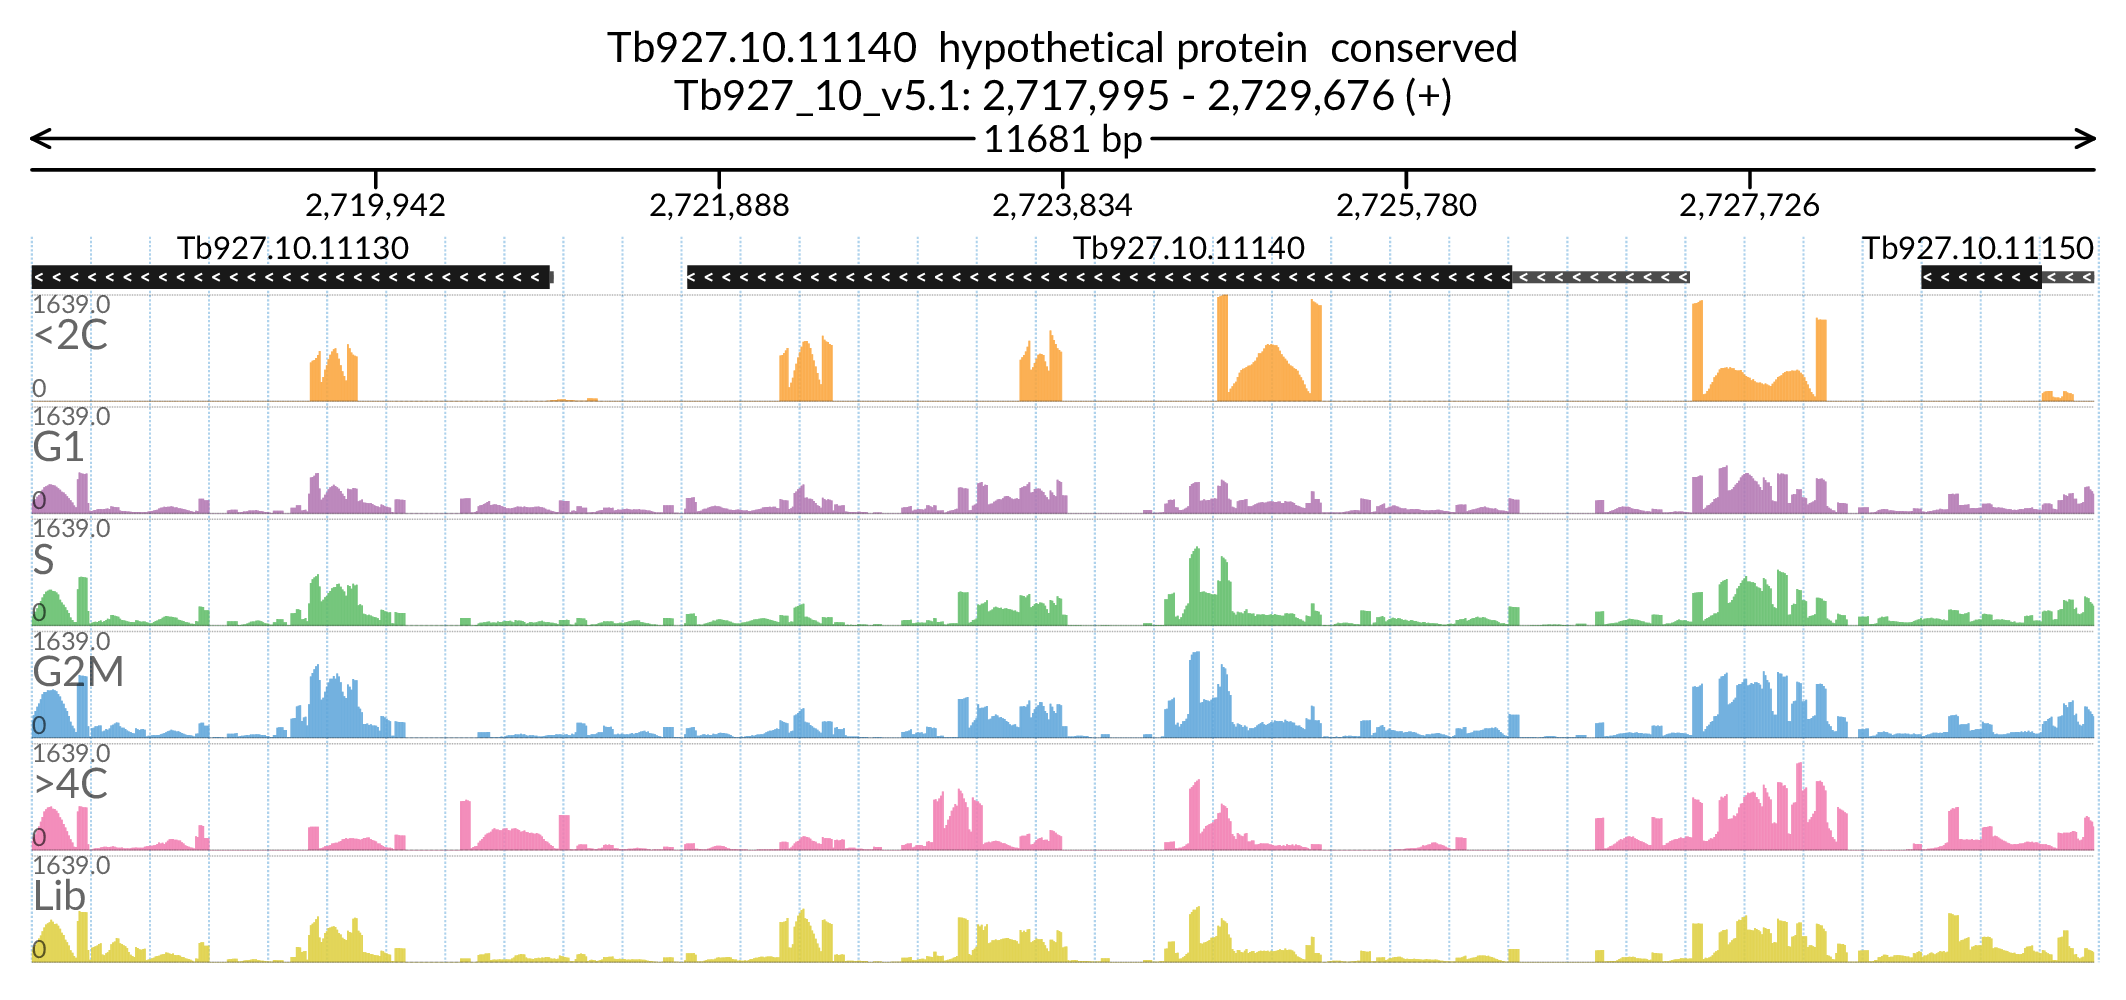 Tb927.10.11140  hypothetical protein  conserved
Tb927_10_v5.1: 2,717,995 - 2,729,676 (+)
11681 bp
2,719,942 2,721,888 2,723,834 2,725,780 2,727,726
Tb927.10.11130 Tb927.10.11140 Tb927.10.11150
1639.0
<2C
0
1639.0
G1
0
1639.0
S
0
1639.0
G2M
0
1639.0
>4C
0
1639.0
Lib
0